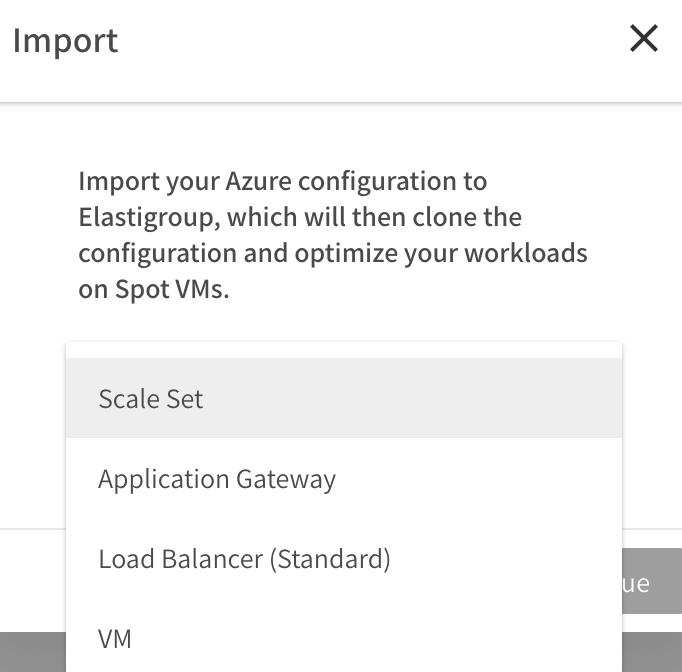 Import
Import your Azure configuration to
Elastigroup, which will then clone the
configuration and optimize your workloads
on Spot VMs.
Scale Set
Application Gateway
Load Balancer (Standard)
ue
VM